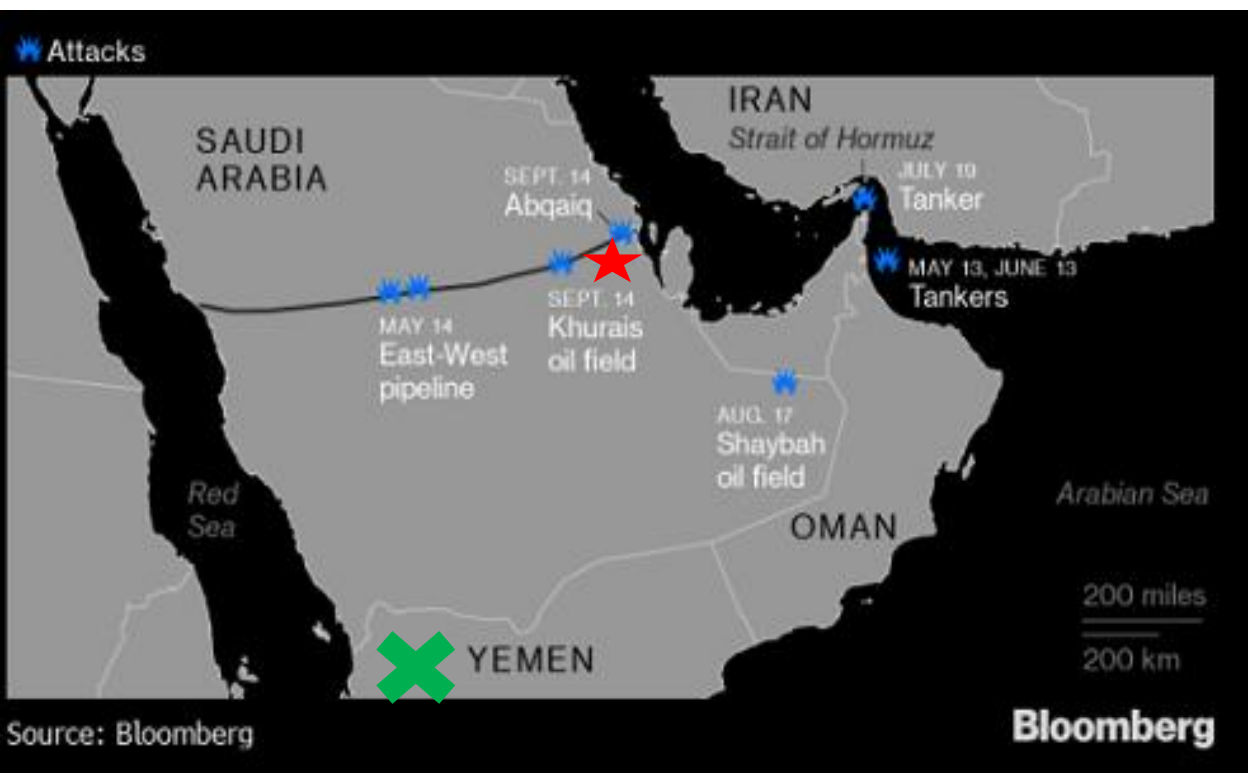 Attacks
SAUDI
ARABIA
IRAN
Strait of Hormuz
SEPT. 14
Abqaiq
JULY 19
Tanker
MAY 13, JUNE 13
Tankers
SEPT. 14
Khurais
oil field
MAY 14
East-West
pipeline
AUG. 17
Shaybah
oil field
Red
Sea
Arabian Sea
OMAN
200 miles
200 km
YEMEN
Source: Bloomberg
Bloomberg